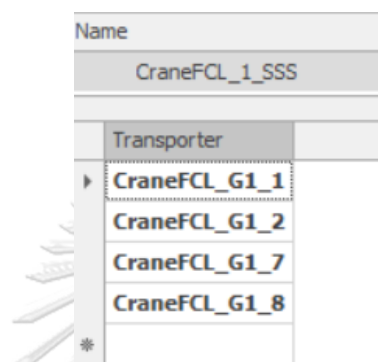 Name
CraneFCL_1_SSS
Transporter
CraneFCL_G1_1
CraneFCL_G1_2
CraneFCL_G1_7
CraneFCL_G1_8